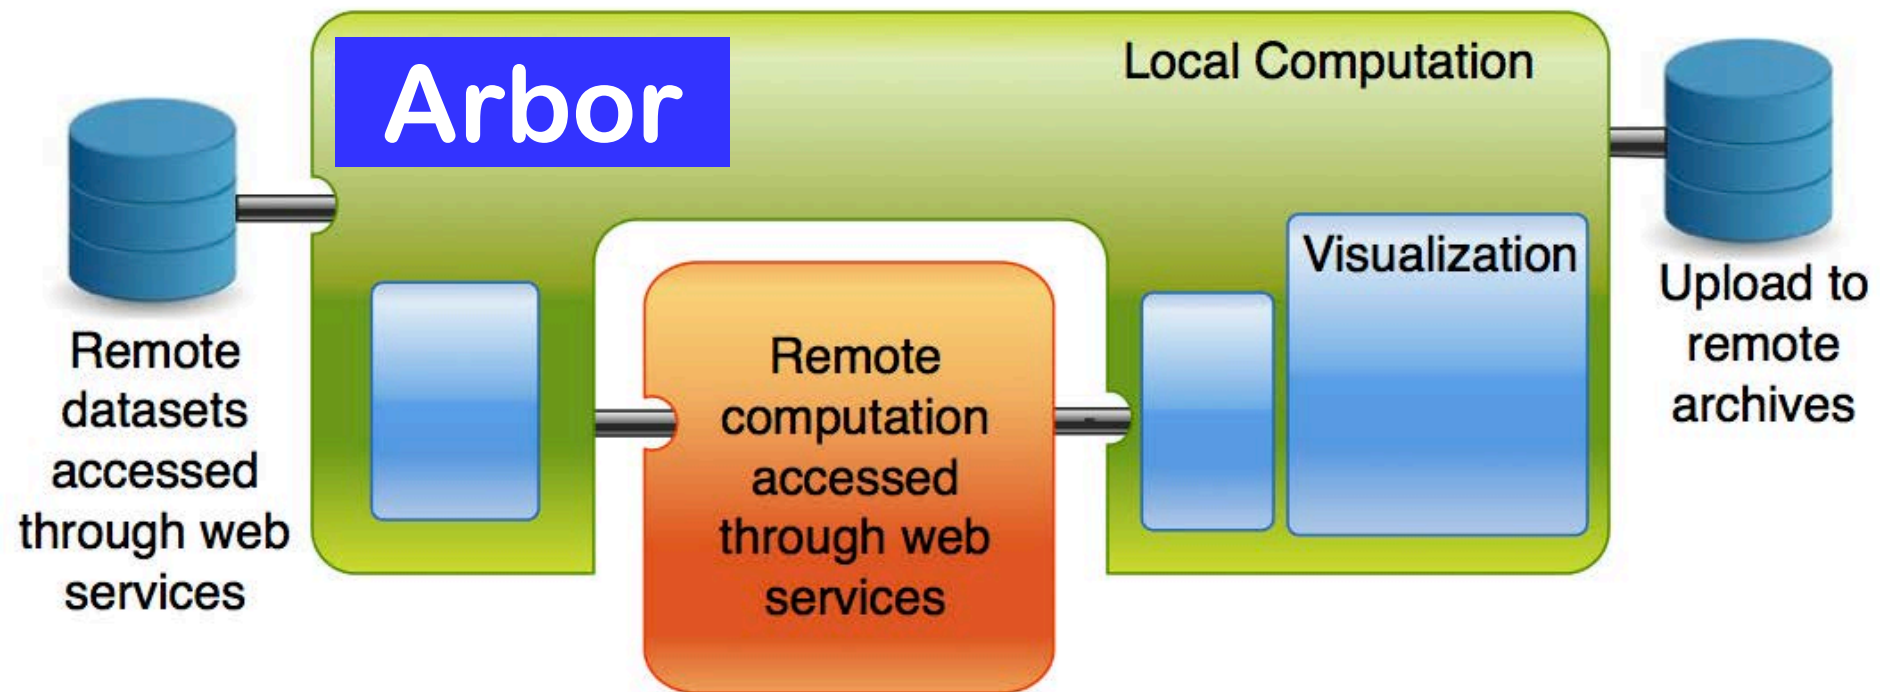 Arbor
Local Computation
Remote
datasets
accessed
through web
services
Remote
computation
accessed
through web
services
Visualization
Upload to
remote
archives